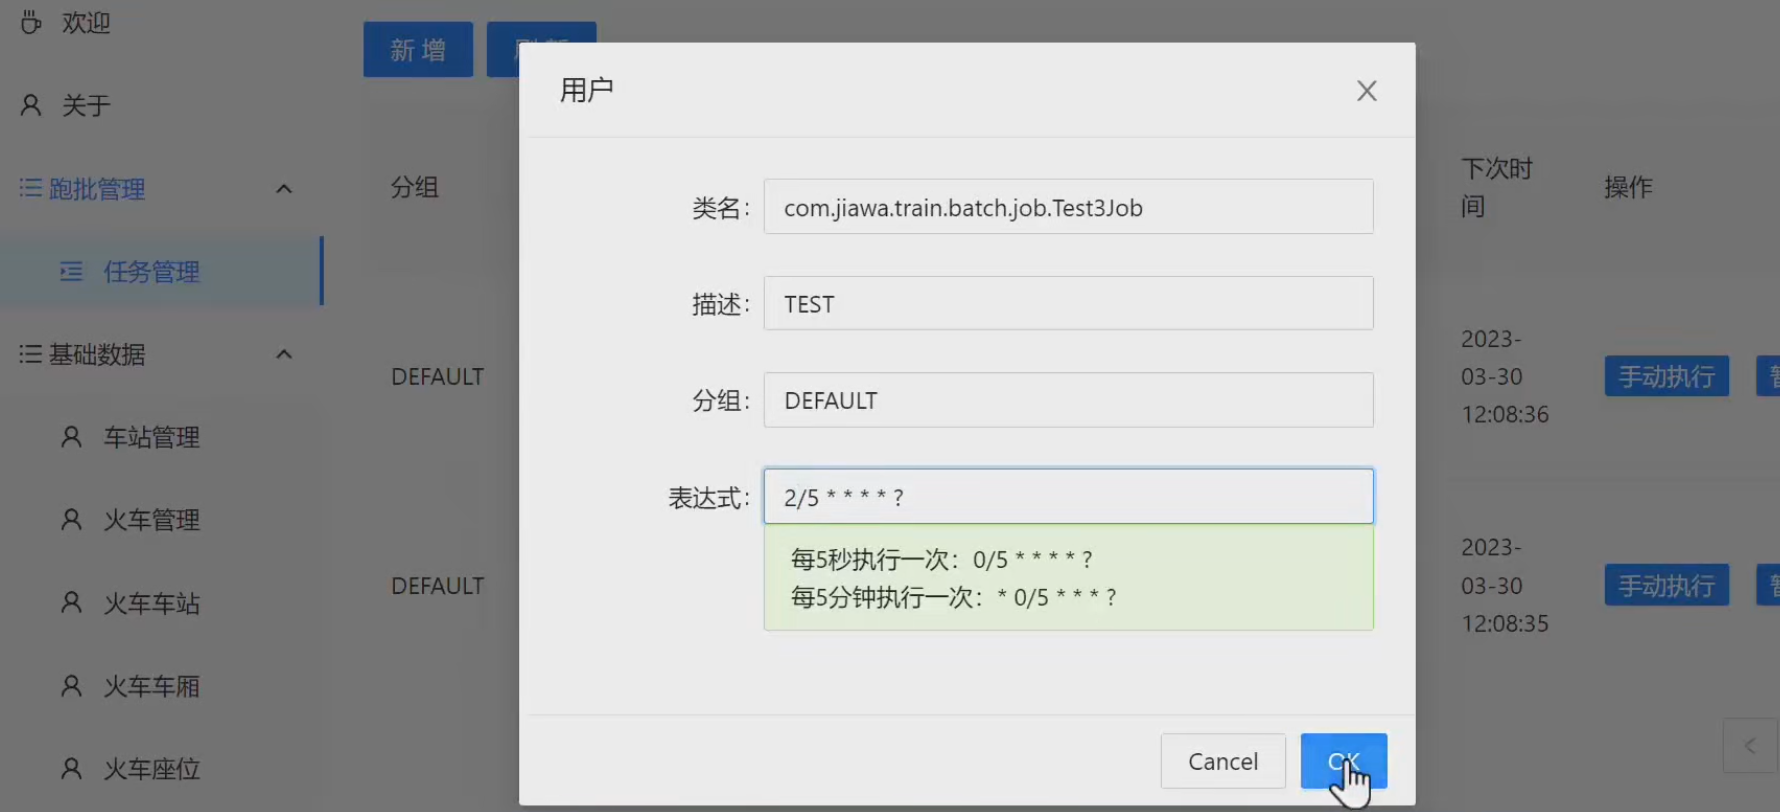 欢迎
关于
跑批管理
任务管理
基础数据
车站管理
火车管理
火车车站
火车车厢
火车座位
新 增
分组
下次时
间
操作
DEFAULT
2023-
03-30
12:08:36
手动执行
DEFAULT
2023-
03-30
12:08:35
手动执行
用户
类名:
com.jiawa.train.batch.job.Test3Job
描述:
TEST
分组:
DEFAULT
表达式:
2/5 * * * * ?
每5秒执行一次：0/5 * * * * ?
每5分钟执行一次：* 0/5 * * * ?
Cancel
OK